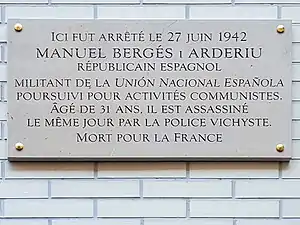 ICI FUT ARRÊTÉ LE 27 JUIN 1942
MANUEL BERGÉS I ARDERIU
RÉPUBLICAIN ESPAGNOL
MILITANT DE LA UNIÓN NACIONAL ESPAÑOLA
POURSUIVI POUR ACTIVITÉS COMMUNISTES.
ÂGÉ DE 31 ANS, IL EST ASSASSINÉ
LE MÊME JOUR PAR LA POLICE VICHYSTE.
MORT POUR LA FRANCE